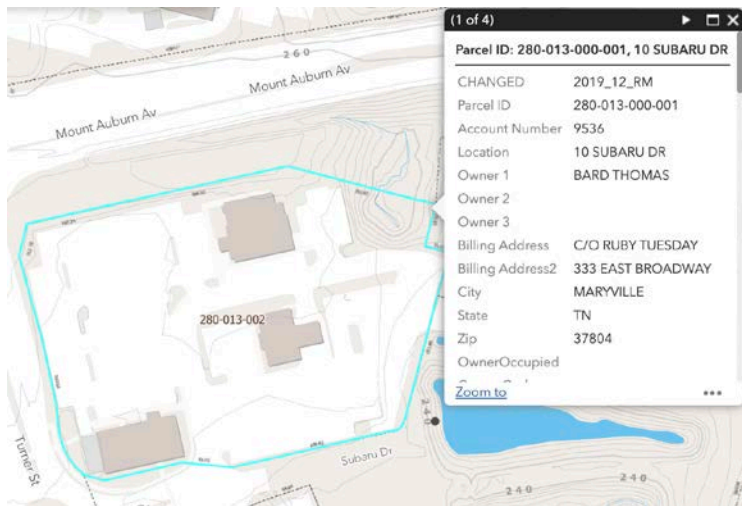 (1 of 4)
Parcel ID: 280-013-000-001, 10 SUBARU DR
CHANGED 2019_12_RM
Parcel ID 280-013-000-001
Account Number 9536
Location 10 SUBARU DR
Owner 1 BARD THOMAS
Owner 2
Owner 3
Billing Address C/O RUBY TUESDAY
Billing Address2 333 EAST BROADWAY
City MARYVILLE
State TN
Zip 37804
OwnerOccupied
Zoom to
260
Mount Auburn Av
Mount Auburn Av
280-013-002
Turner St
Subaru Dr
240
240
240